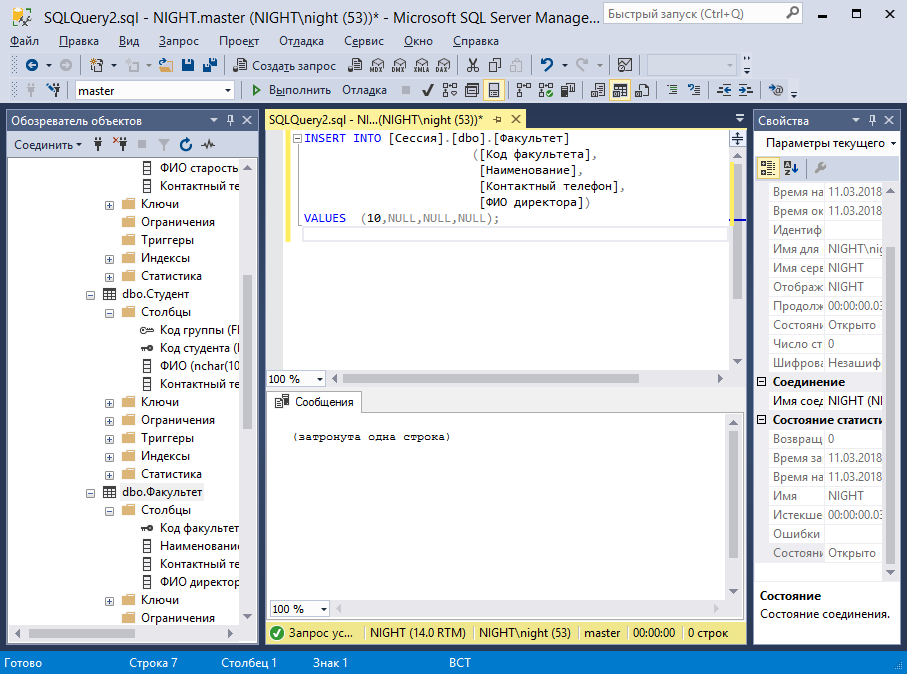 SQLQuery2.sql - NIGHT.master (NIGHT\night (53))* - Microsoft SQL Server Manage...
Быстрый запуск (Ctrl+Q)
Файл Правка Вид Запрос Проект Отладка Сервис Окно Справка
Создать запрос MDX DMX XMLA DAX
master Выполнить Отладка
Обозреватель объектов
Соединить
ФИО старость
Контактный те
Ключи
Ограничения
Триггеры
Индексы
Статистика
dbo.Студент
Столбцы
Код группы (FI
Код студента (I
ФИО (nchar(10
Контактный те
Ключи
Ограничения
Триггеры
Индексы
Статистика
dbo.Факультет
Столбцы
Код факультет
Наименование
Контактный те
ФИО директор
Ключи
Ограничения
SQLQuery2.sql - NI...(NIGHT\night (53))*
INSERT INTO [Сессия].[dbo].[Факультет]
([Код факультета],
[Наименование],
[Контактный телефон],
[ФИО директора])
VALUES (10,NULL,NULL,NULL);
100 %
Сообщения
(затронута одна строка)
100 %
Запрос ус... NIGHT (14.0 RTM) NIGHT\night (53) master 00:00:00 0 строк
Свойства
Параметры текущего
Время на 11.03.2018
Время ок 11.03.2018
Идентиф
Имя для NIGHT\nig
Имя серв NIGHT
Отображ NIGHT
Продолж 00:00:00.03
Состояни Открыто
Число ст 0
Шифрова Незашиф
Соединение
Имя соед NIGHT (NI
Состояние статисти
Возвращ 0
Время за 11.03.2018
Время на 11.03.2018
Имя NIGHT
Истекше 00:00:00.03
Ошибки
Состояни Открыто
Состояние
Состояние соединения.
Готово Строка 7 Столбец 1 Знак 1 ВСТ